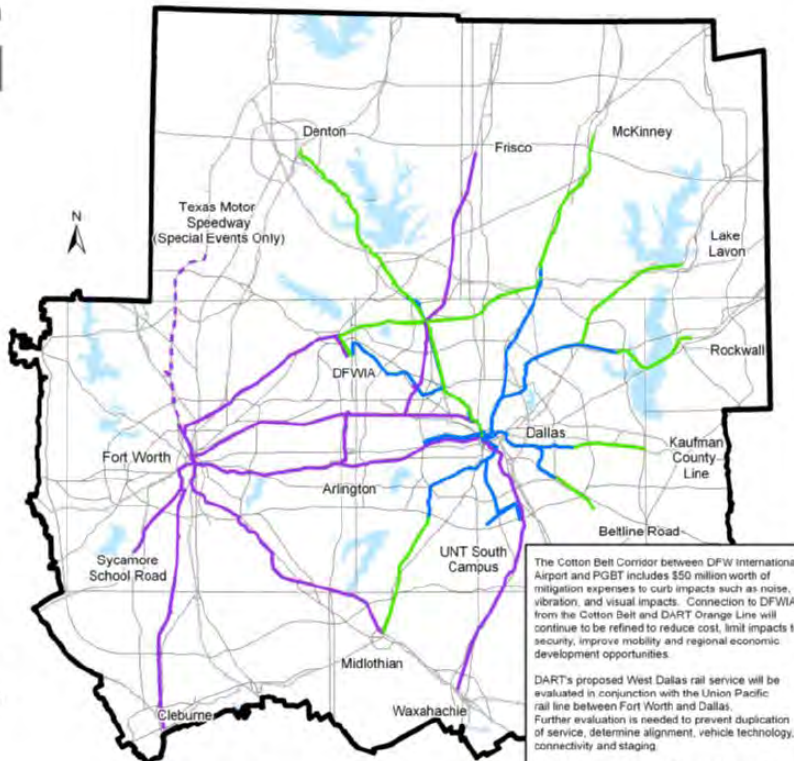 Denton
Frisco
McKinney
Texas Motor
Speedway
(Special Events Only)
N
Lake
Lavon
Rockwall
DFWIA
Dallas
Fort Worth
Kaufman
County
Line
Arlington
Beltline Road
Sycamore
School Road
UNT South
Campus
The Cotton Belt Corridor between DFW Internationa
Airport and PGBT includes $50 million worth of
mitigation expenses to curb impacts such as noise,
vibration, and visual impacts. Connection to DFWIA
from the Cotton Belt and DART Orange Line will
continue to be refined to reduce cost, limit impacts t
security, improve mobility and regional economic
development opportunities.
DART's proposed West Dallas rail service will be
evaluated in conjunction with the Union Pacific
rail line between Fort Worth and Dallas.
Further evaluation is needed to prevent duplication
of service, determine alignment, vehicle technology,
connectivity and staging.
Midlothian
Cleburne
Waxahachie